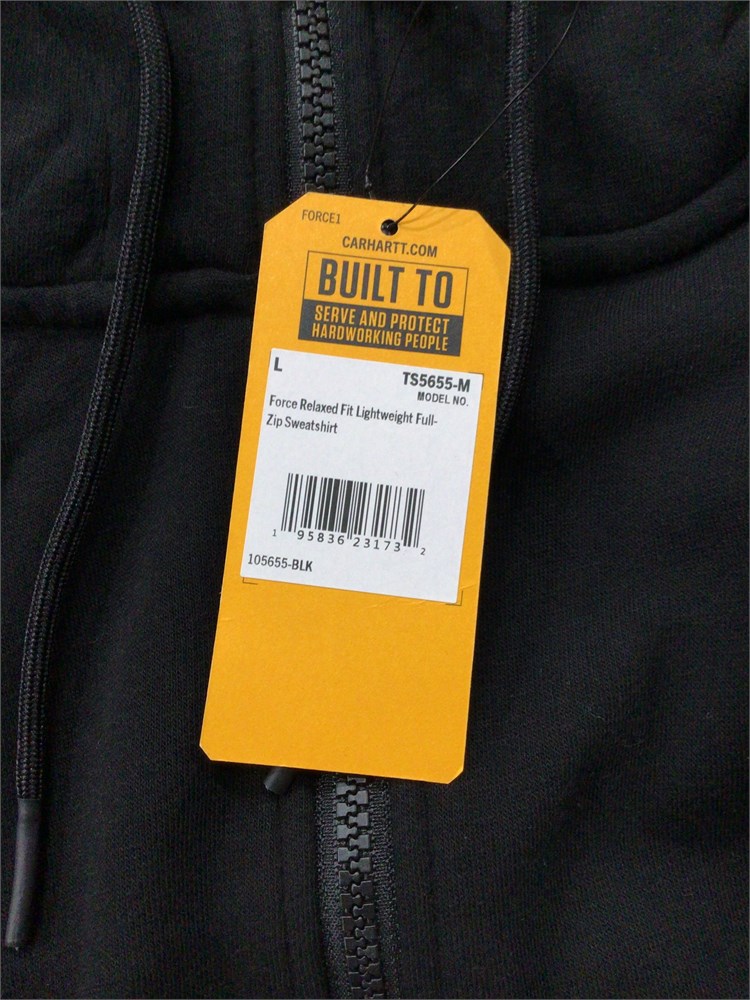 FORCE1
CARHARTT.COM
BUILT TO
SERVE AND PROTECT
HARDWORKING PEOPLE
L
TS5655-M
MODEL NO.
Force Relaxed Fit Lightweight Full-
Zip Sweatshirt
1 95836 23173 2
105655-BLK